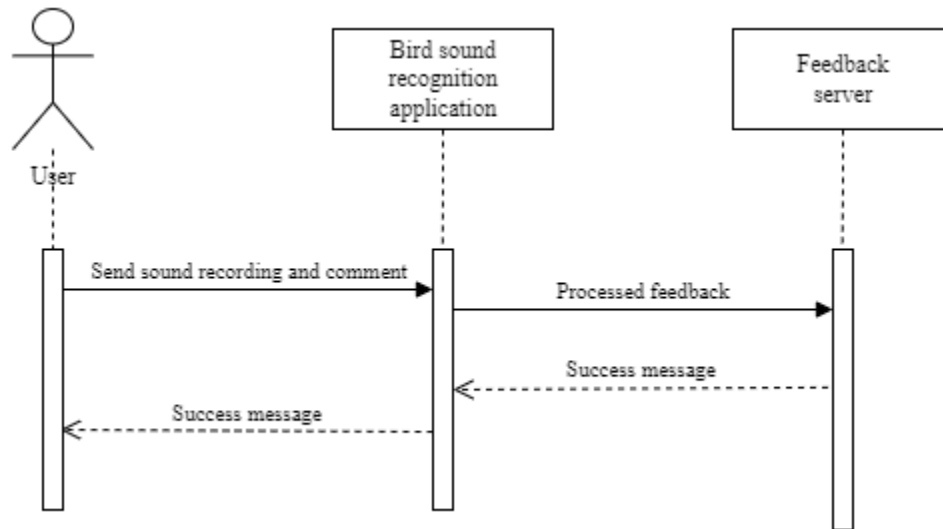 Bird sound
recognition
application
Feedback
server
User
Send sound recording and comment
Processed feedback
Success message
Success message